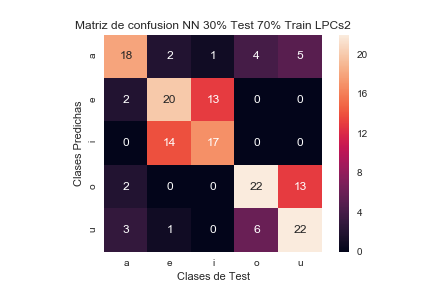 Matriz de confusion NN 30% Test 70% Train LPCs2
a 18 2 1 4 5
e 2 20 13 0 0
i 0 14 17 0 0
o 2 0 0 22 13
u 3 1 0 6 22
a e i o u
Clases de Test
Clases Predichas
20
16
12
8
4
0